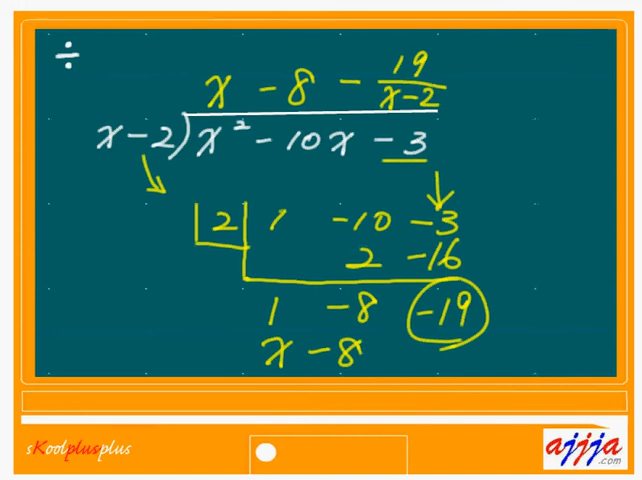 ÷
x - 8 - 19/(x-2)
x - 2)x² - 10x - 3
2 1 -10 -3
2 -16
1 -8 -19
x - 8
sKoolplusplus
ajjja
.com